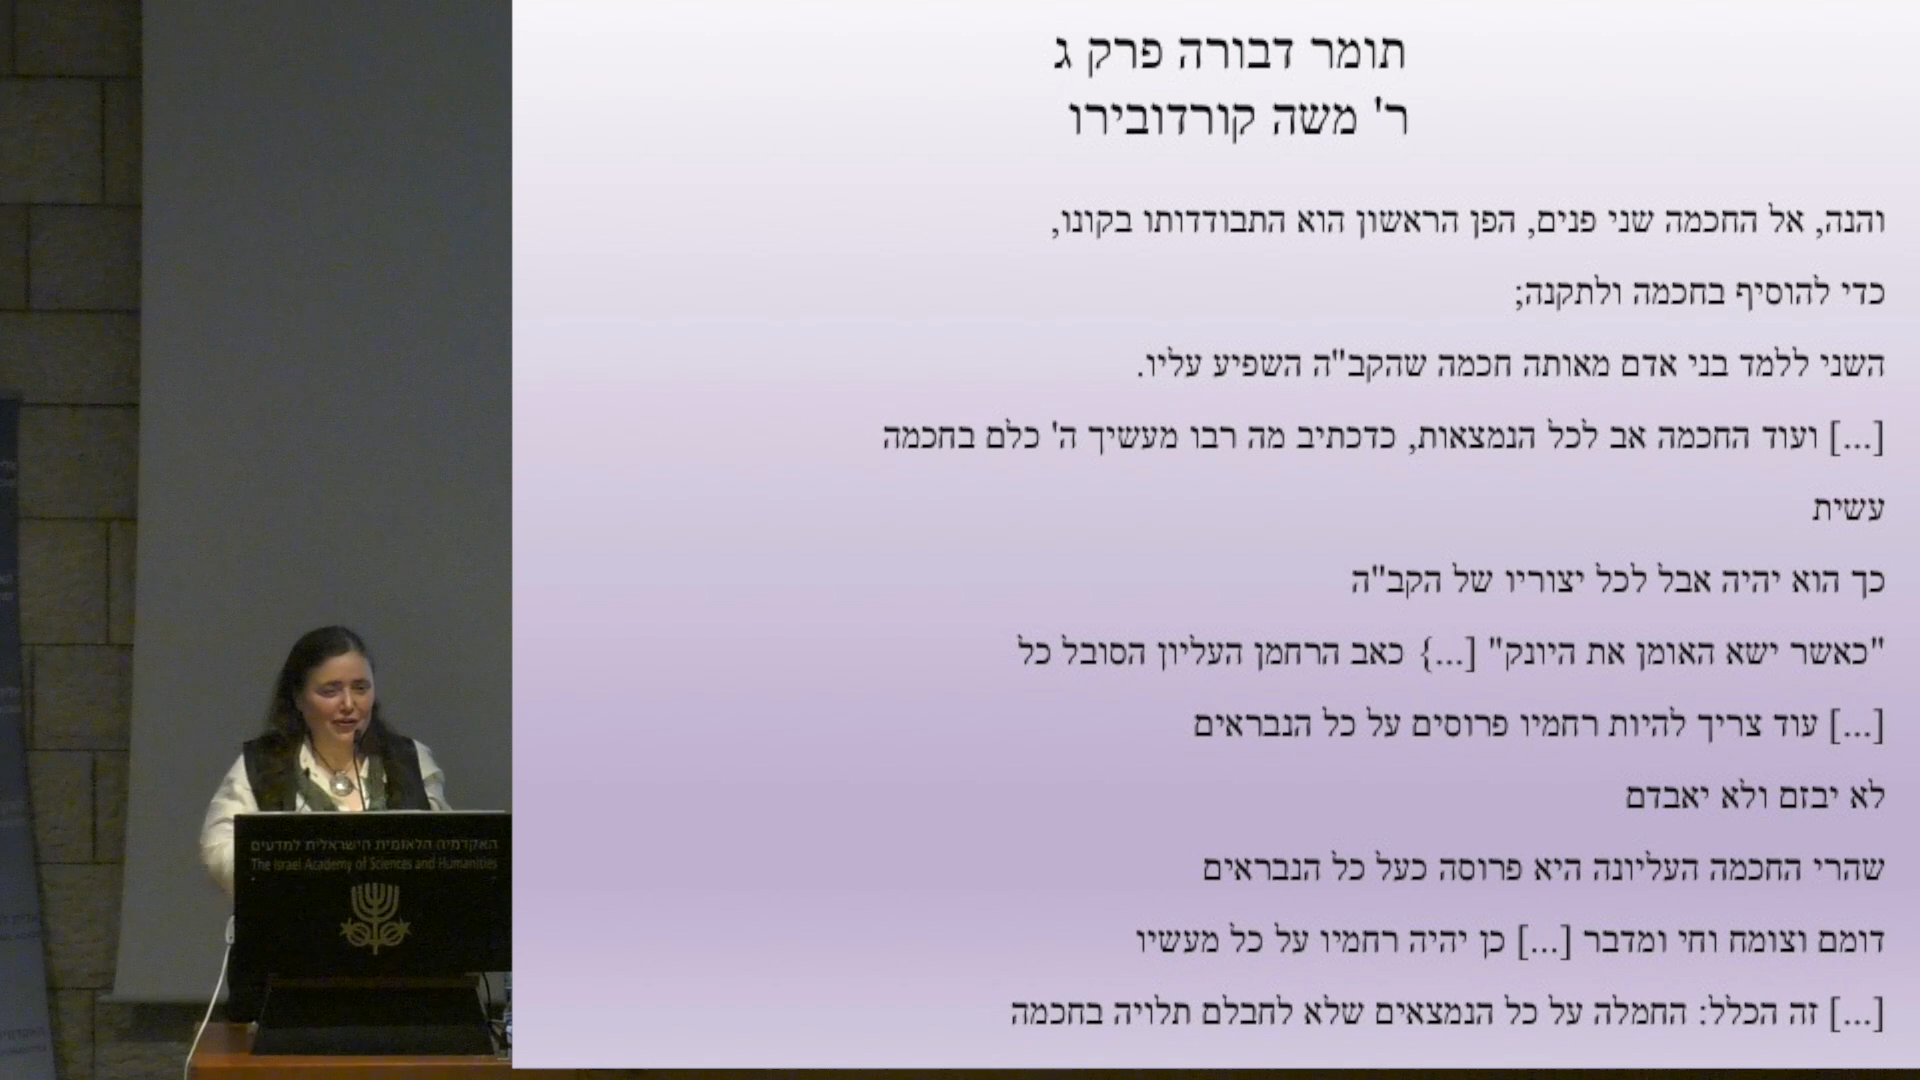 תומר דבורה פרק ג
ר' משה קורדובירו
והנה, אל החכמה שני פנים, הפן הראשון הוא התבודדותו בקונו,
כדי להוסיף בחכמה ולתקנה;
השני ללמד בני אדם מאותה חכמה שהקב"ה השפיע עליו.
[...] ועוד החכמה אב לכל הנמצאות, כדכתיב מה רבו מעשיך ה' כלם בחכמה
עשית
כך הוא יהיה אבל לכל יצוריו של הקב"ה
"כאשר ישא האומן את היונק" [...} כאב הרחמן העליון הסובל כל
[...] עוד צריך להיות רחמיו פרוסים על כל הנבראים
לא יבזם ולא יאבדם
שהרי החכמה העליונה היא פרוסה כעל כל הנבראים
דומם וצומח וחי ומדבר [...] כן יהיה רחמיו על כל מעשיו
[...] זה הכלל: החמלה על כל הנמצאים שלא לחבלם תלויה בחכמה
האקדמיה הלאומית הישראלית למדעים
The Israel Academy of Sciences and Humanities